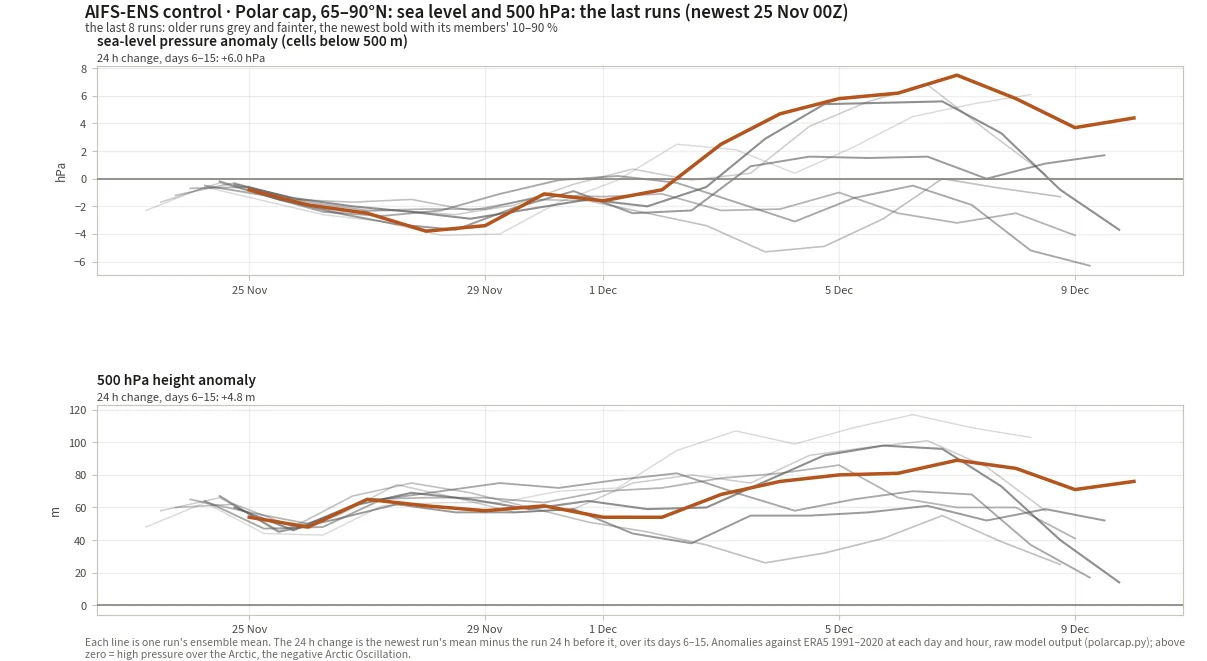 AIFS-ENS control · Polar cap, 65–90°N: sea level and 500 hPa: the last runs (newest 25 Nov 00Z)
the last 8 runs: older runs grey and fainter, the newest bold with its members' 10–90 %
sea-level pressure anomaly (cells below 500 m)
24 h change, days 6–15: +6.0 hPa
8
6
4
2
0
−2
−4
−6
hPa
25 Nov
29 Nov
1 Dec
5 Dec
9 Dec
500 hPa height anomaly
24 h change, days 6–15: +4.8 m
120
100
80
60
40
20
0
m
25 Nov
29 Nov
1 Dec
5 Dec
9 Dec
Each line is one run's ensemble mean. The 24 h change is the newest run's mean minus the run 24 h before it, over its days 6–15. Anomalies against ERA5 1991–2020 at each day and hour, raw model output (polarcap.py); above
zero = high pressure over the Arctic, the negative Arctic Oscillation.